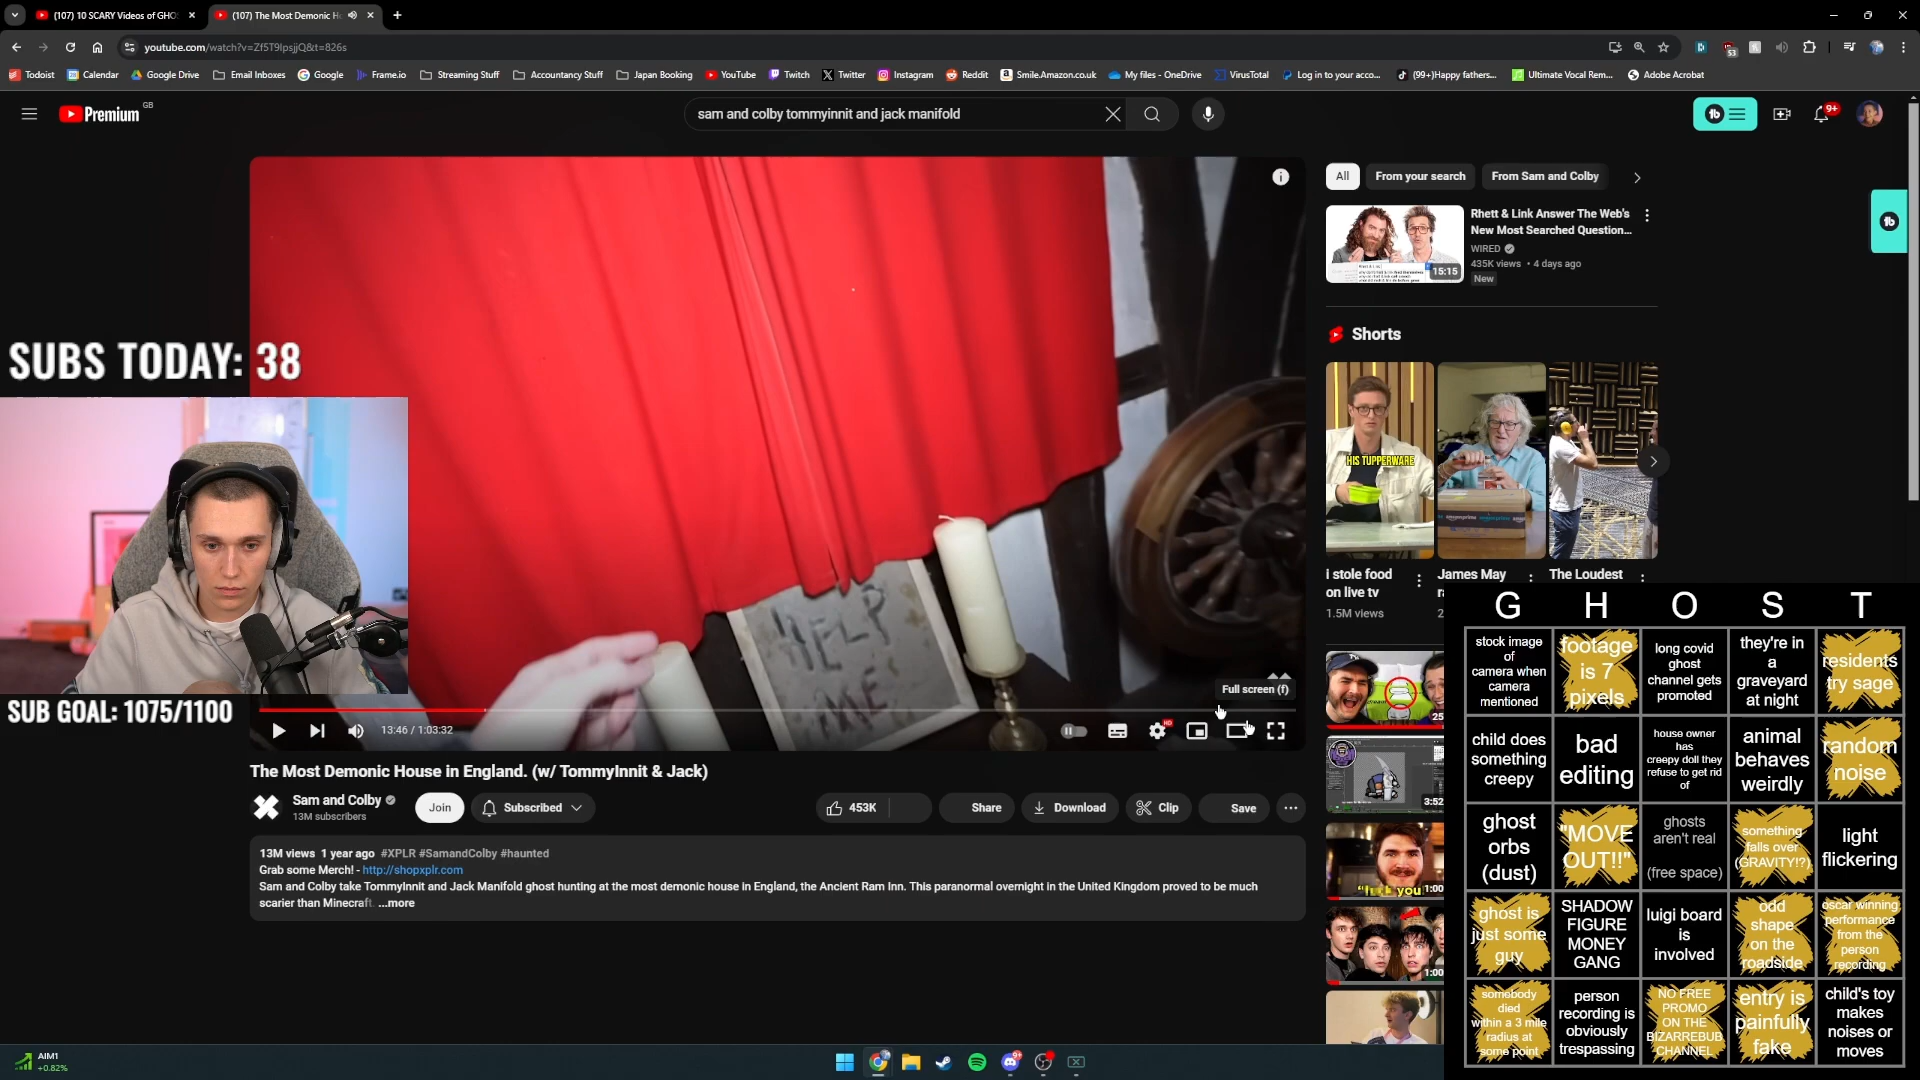 (107) 10 SCARY Videos of GHO
(107) The Most Demonic H
youtube.com/watch?v=Zf5T9IpsjjQ&t=826s
53
Todoist
Calendar
Google Drive
Email Inboxes
Google
Frame.io
Streaming Stuff
Accountancy Stuff
Japan Booking
YouTube
Twitch
Twitter
Instagram
Reddit
Smile.Amazon.co.uk
My files - OneDrive
VirusTotal
Log in to your acco...
(99+)Happy fathers...
Ultimate Vocal Rem...
Adobe Acrobat
Premium GB
sam and colby tommyinnit and jack manifold
9+
All
From your search
From Sam and Colby
Rhett & Link Answer The Web's
New Most Searched Question...
WIRED
435K views • 4 days ago
New
15:15
Shorts
SUBS TODAY: 38
HIS TUPPERWARE
HELP
ME
i stole food
on live tv
1.5M views
James May
The Loudest
Full screen (f)
SUB GOAL: 1075/1100
13:46 / 1:03:32
HD
The Most Demonic House in England. (w/ TommyInnit & Jack)
Sam and Colby
13M subscribers
Join
Subscribed
453K
Share
Download
Clip
Save
13M views 1 year ago #XPLR #SamandColby #haunted
Grab some Merch! - http://shopxplr.com
Sam and Colby take TommyInnit and Jack Manifold ghost hunting at the most demonic house in England, the Ancient Ram Inn. This paranormal overnight in the United Kingdom proved to be much
scarier than Minecraft. ...more
25
3:52
"fuck you
1:00
1:00
G H O S T
stock image
of
camera when
camera
mentioned
footage
is 7
pixels
long covid
ghost
channel gets
promoted
they're in
a
graveyard
at night
residents
try sage
child does
something
creepy
bad
editing
house owner
has
creepy doll they
refuse to get rid
of
animal
behaves
weirdly
random
noise
ghost
orbs
(dust)
"MOVE
OUT!!"
ghosts
aren't real
(free space)
something
falls over
(GRAVITY!?)
light
flickering
ghost is
just some
guy
SHADOW
FIGURE
MONEY
GANG
luigi board
is
involved
odd
shape
on the
roadside
oscar winning
performance
from the
person
recording
somebody
died
within a 3 mile
radius at
some point
person
recording is
obviously
trespassing
NO FREE
PROMO
ON THE
BIZARREBUB
CHANNEL
entry is
painfully
fake
child's toy
makes
noises or
moves
AIM1
+0.82%